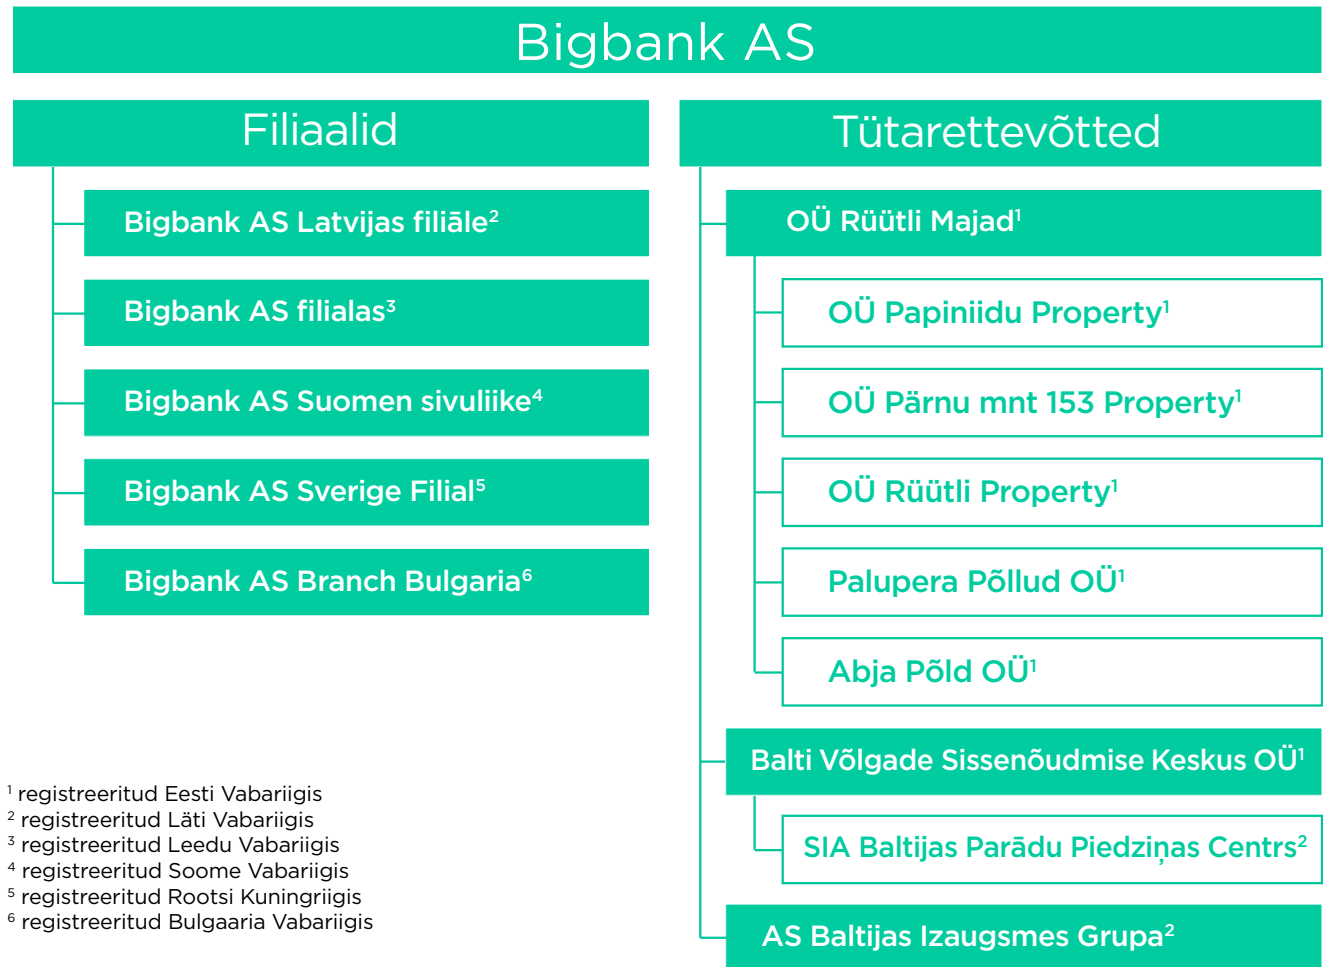 Bigbank AS
Filiaalid
Bigbank AS Latvijas filiāle²
Bigbank AS filialas³
Bigbank AS Suomen sivuliike⁴
Bigbank AS Sverige Filial⁵
Bigbank AS Branch Bulgaria⁶
Tütarettevõtted
OÜ Rüütli Majad¹
OÜ Papiniidu Property¹
OÜ Pärnu mnt 153 Property¹
OÜ Rüütli Property¹
Palupera Põllud OÜ¹
Abja Põld OÜ¹
Balti Võlgade Sissenõudmise Keskus OÜ¹
SIA Baltijas Parādu Piedziņas Centrs²
AS Baltijas Izaugsmes Grupa²
¹ registreeritud Eesti Vabariigis
² registreeritud Läti Vabariigis
³ registreeritud Leedu Vabariigis
⁴ registreeritud Soome Vabariigis
⁵ registreeritud Rootsi Kuningriigis
⁶ registreeritud Bulgaaria Vabariigis